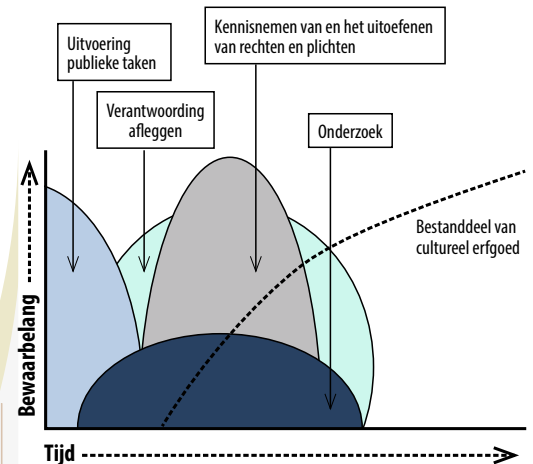 Uitvoering
publieke taken
Kennisnemen van en het uitoefenen
van rechten en plichten
Verantwoording
afleggen
Onderzoek
Bestanddeel van
cultureel erfgoed
Bewaarbelang
Tijd